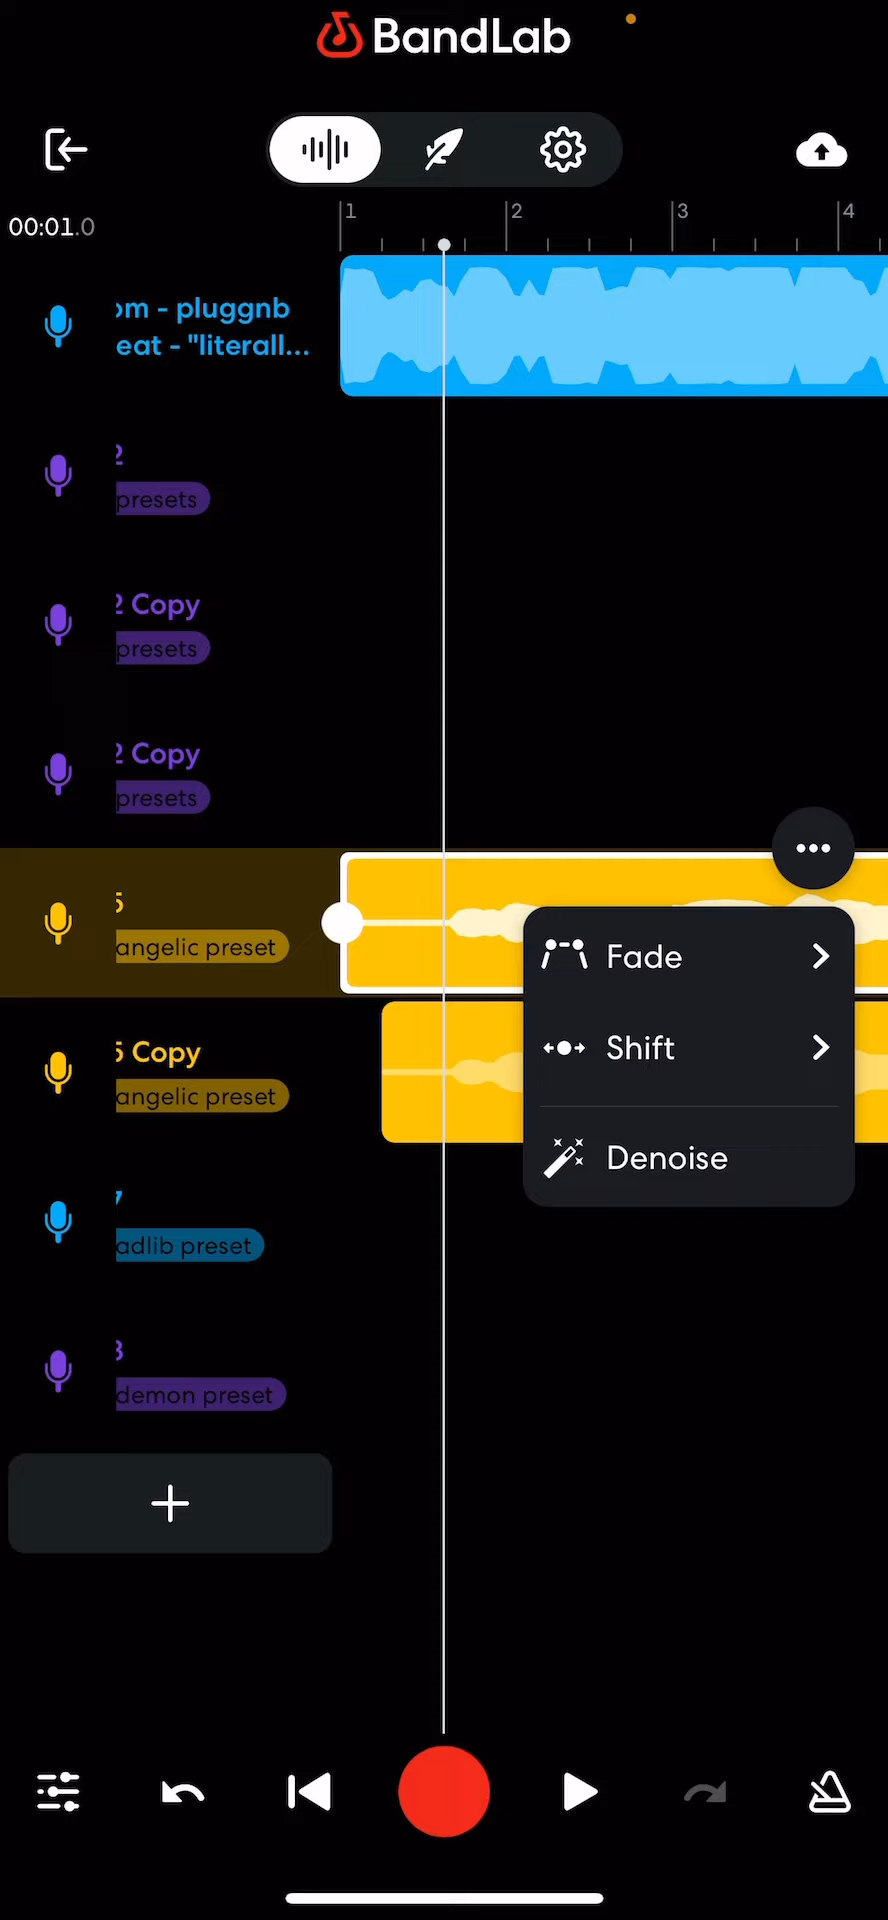 BandLab
00:01.0
1 2 3 4
om - pluggnb
eat - "literall...
2
presets
2 Copy
presets
2 Copy
presets
5
angelic preset
Fade
Shift
5 Copy
angelic preset
Denoise
7
adlib preset
3
demon preset